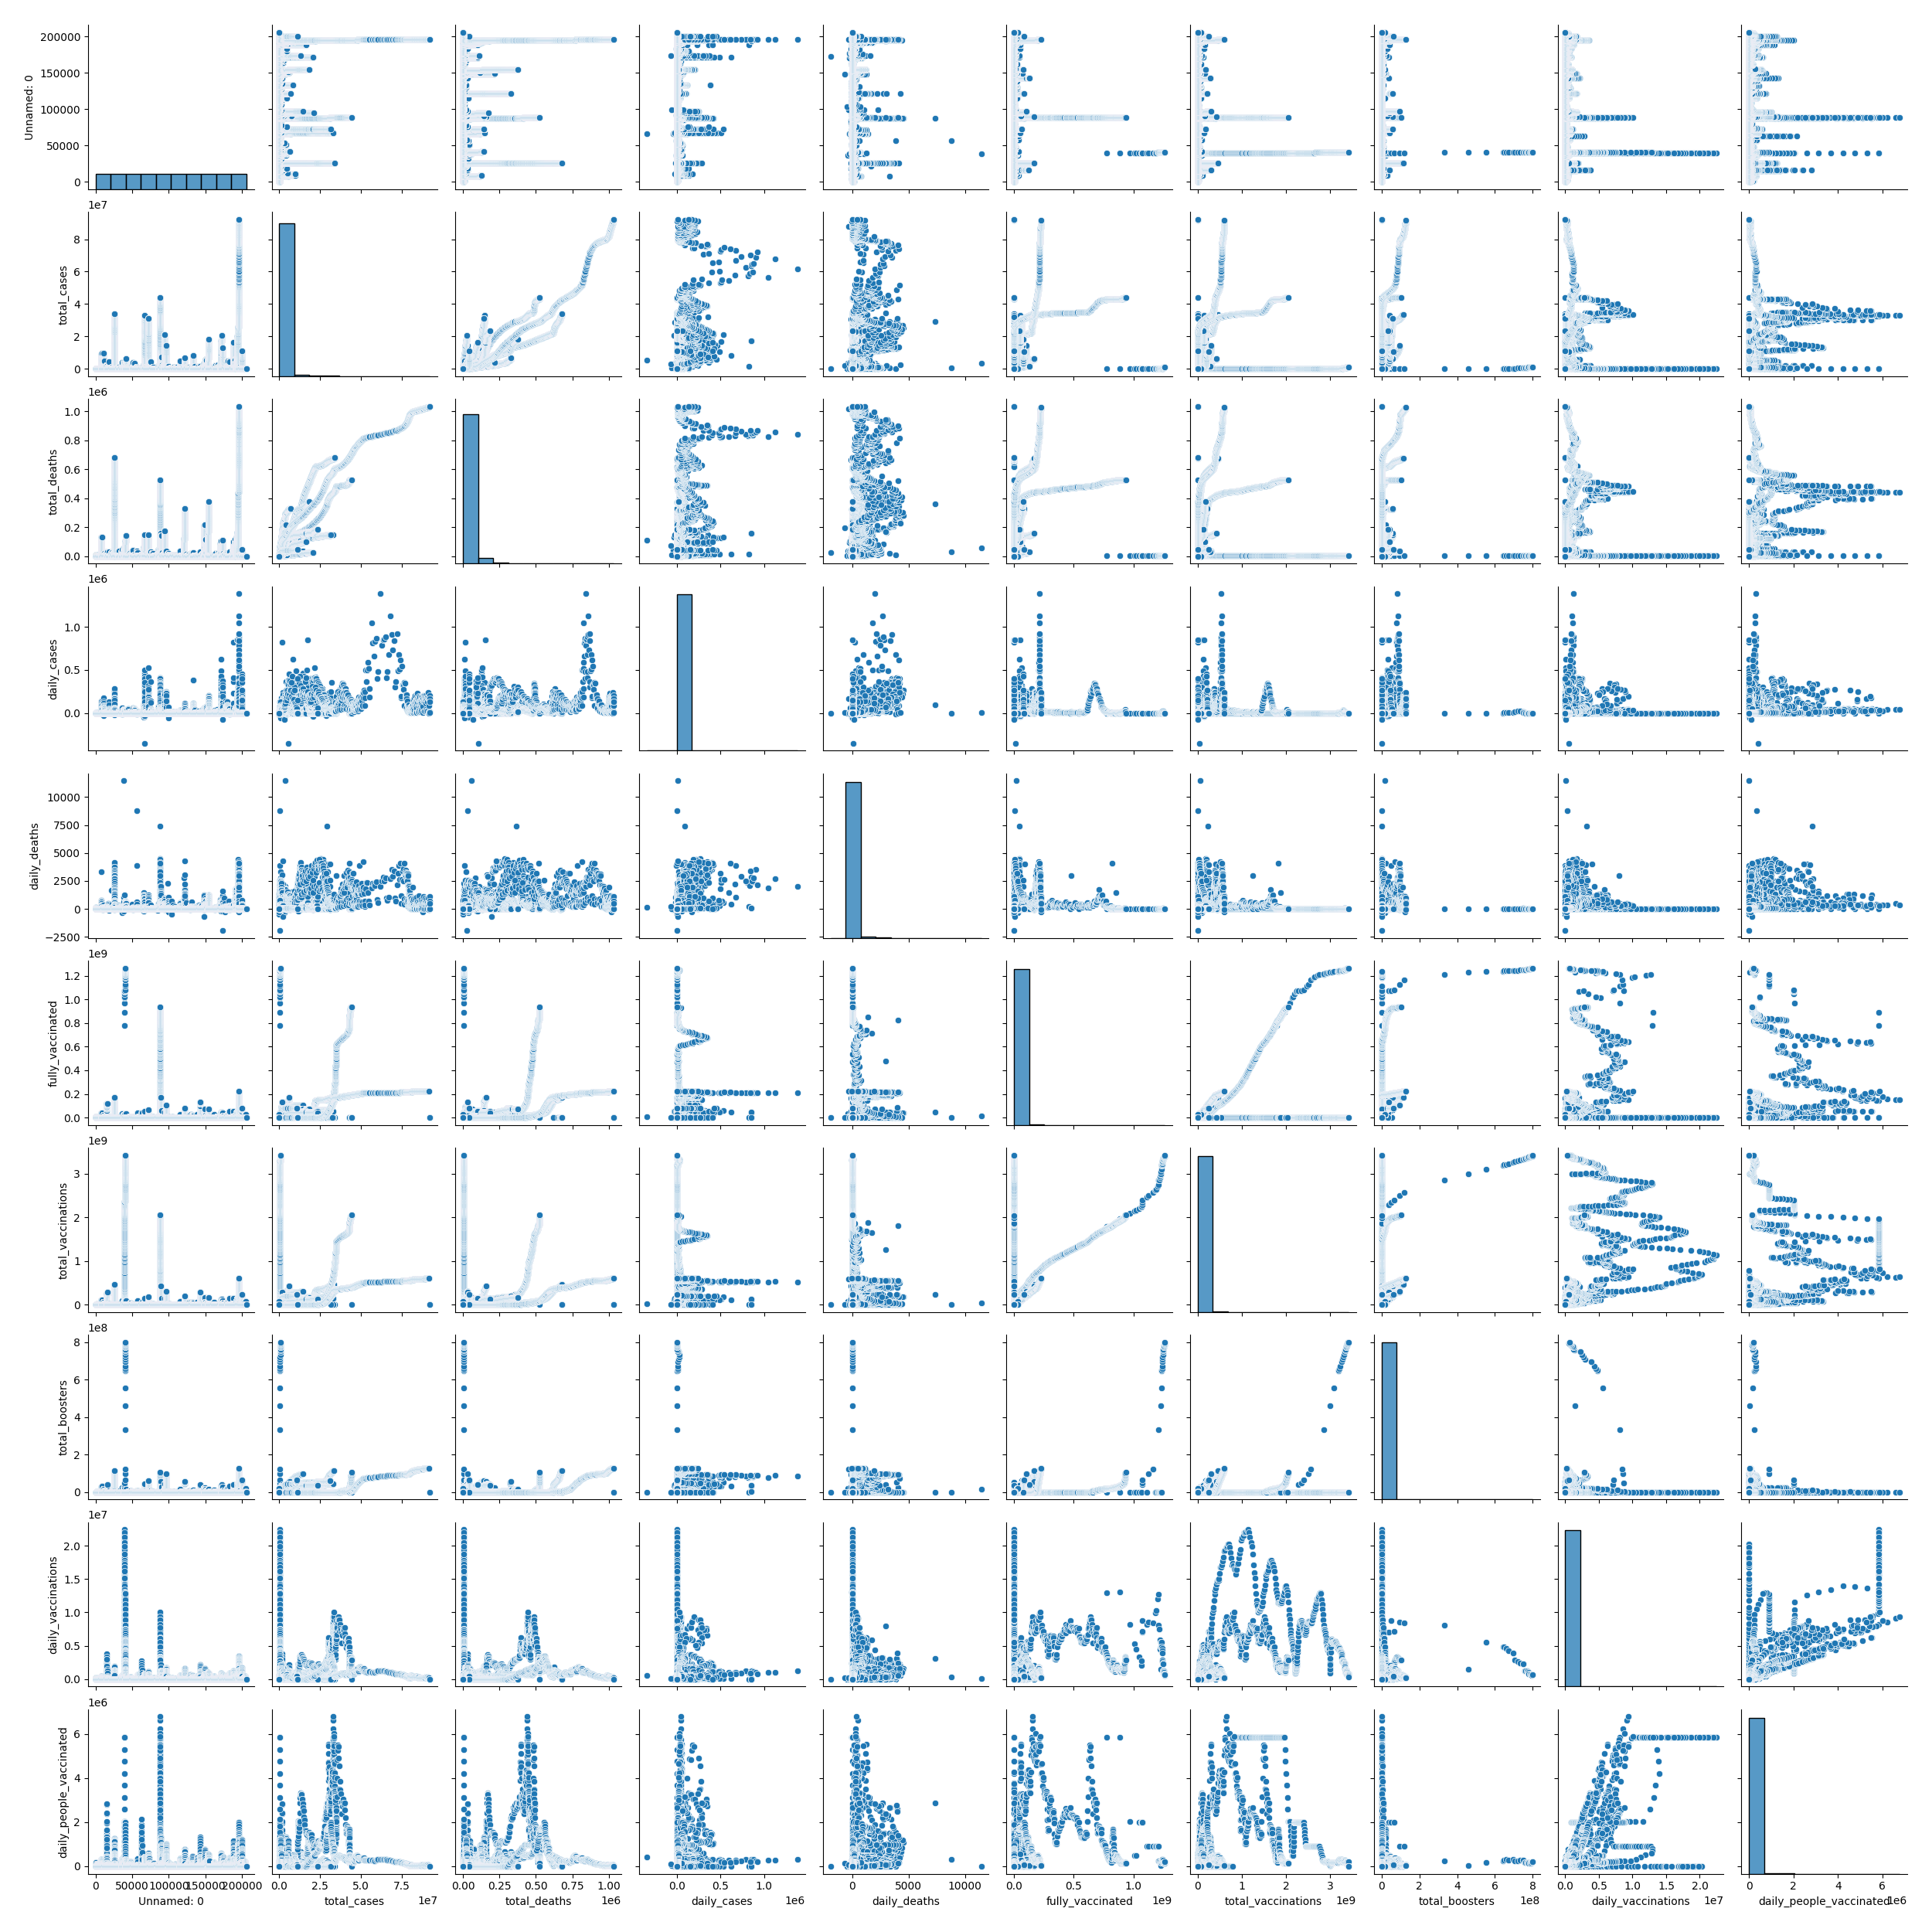 Unnamed: 0
200000
150000
100000
50000
0
1e7
total_cases
8
6
4
2
0
1e6
total_deaths
1.0
0.8
0.6
0.4
0.2
0.0
1e6
daily_cases
1.0
0.5
0.0
daily_deaths
10000
7500
5000
2500
0
−2500
1e9
fully_vaccinated
1.2
1.0
0.8
0.6
0.4
0.2
0.0
1e9
total_vaccinations
3
2
1
0
1e8
total_boosters
8
6
4
2
0
1e7
daily_vaccinations
2.0
1.5
1.0
0.5
0.0
1e6
daily_people_vaccinated
6
4
2
0
0 50000 100000 150000 200000
Unnamed: 0
0.0 2.5 5.0 7.5
total_cases 1e7
0.00 0.25 0.50 0.75 1.00
total_deaths 1e6
0.0 0.5 1.0
daily_cases 1e6
0 5000 10000
daily_deaths
0.0 0.5 1.0
fully_vaccinated 1e9
0 1 2 3
total_vaccinations 1e9
0 2 4 6 8
total_boosters 1e8
0.0 0.5 1.0 1.5 2.0
daily_vaccinations 1e7
0 2 4 6
daily_people_vaccinated 1e6